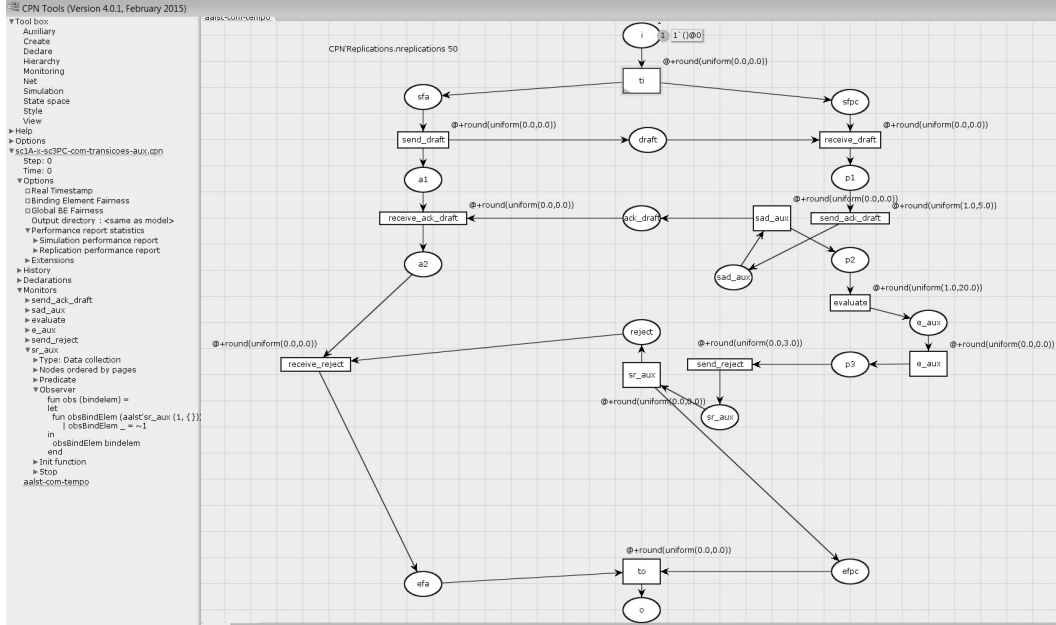 CPN Tools (Version 4.0.1, February 2015)
▼Tool box
Auxiliary
Create
Declare
Hierarchy
Monitoring
Net
Simulation
State space
Style
View
▶Help
▶Options
▼sc1A-x-sc3PC-com-transicoes-aux.cpn
Step: 0
Time: 0
▼Options
Real Timestamp
Binding Element Fairness
Global BE Fairness
Output directory : <same as model>
▼Performance report statistics
▶Simulation performance report
▶Replication performance report
▶Extensions
▶History
▶Declarations
▼Monitors
▶send_ack_draft
▶sad_aux
▶evaluate
▶e_aux
▶send_reject
▼sr_aux
▶Type: Data collection
▶Nodes ordered by pages
▶Predicate
▼Observer
fun obs (bindelem) =
let
fun obsBindElem (aalst'sr_aux (1, {})
| obsBindElem _ = ~1
in
obsBindElem bindelem
end
▶Init function
▶Stop
aalst-com-tempo
aalst-com-tempo
CPN'Replications.nreplications 50
1
i
1
1`()@0
@+round(uniform(0.0,0.0))
ti
sfa
sfpc
@+round(uniform(0.0,0.0))
@+round(uniform(0.0,0.0))
send_draft
draft
receive_draft
a1
p1
@+round(uniform(0.0,0.0))
@+round(uniform(0.0,0.0))
@+round(uniform(1.0,5.0))
receive_ack_draft
ack_draft
sad_aux
send_ack_draft
a2
p2
sad_aux
@+round(uniform(1.0,20.0))
evaluate
e_aux
reject
@+round(uniform(0.0,0.0))
@+round(uniform(0.0,3.0))
@+round(uniform(0.0,0.0))
receive_reject
sr_aux
send_reject
p3
e_aux
@+round(uniform(0.0,0.0))
sr_aux
@+round(uniform(0.0,0.0))
efa
to
efpc
o